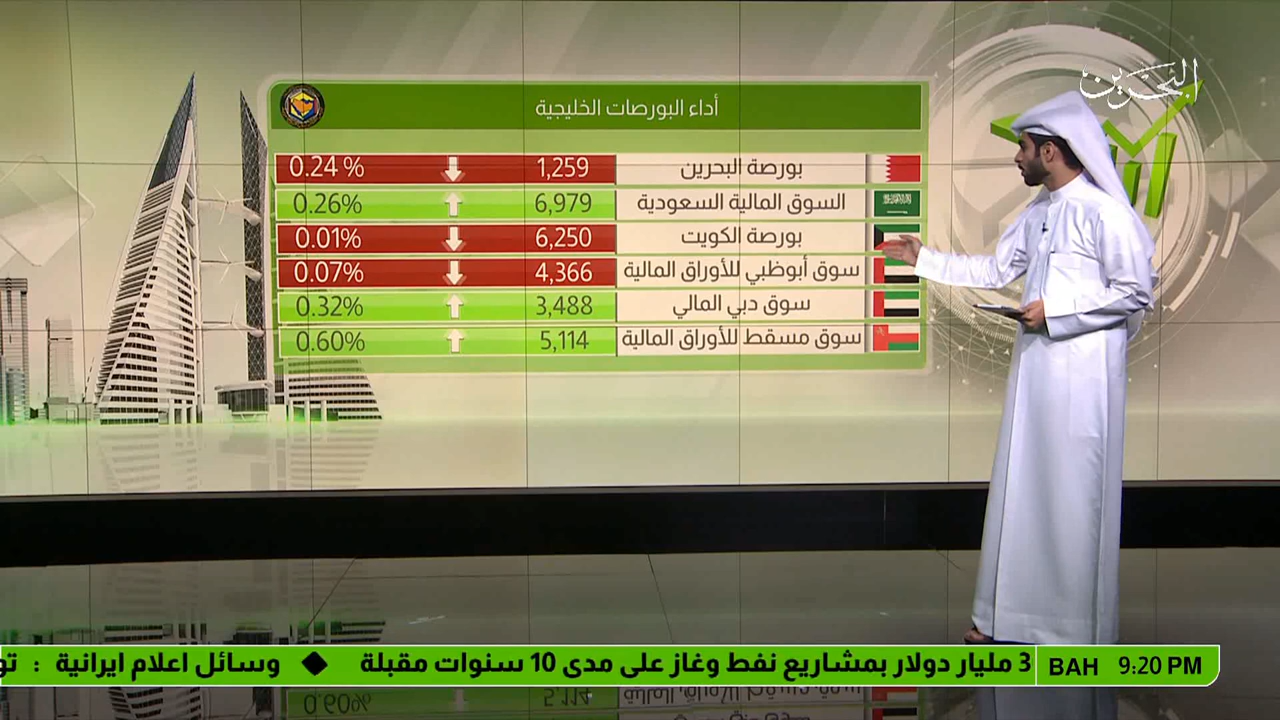 البحرين
أداء البورصات الخليجية
بورصة البحرين 1,259 0.24%
السوق المالية السعودية 6,979 0.26%
بورصة الكويت 6,250 0.01%
سوق أبوظبي للأوراق المالية 4,366 0.07%
سوق دبي المالي 3,488 0.32%
سوق مسقط للأوراق المالية 5,114 0.60%
BAH 9:20 PM
3 مليار دولار بمشاريع نفط وغاز على مدى 10 سنوات مقبلة ◆ وسائل اعلام ايرانية :